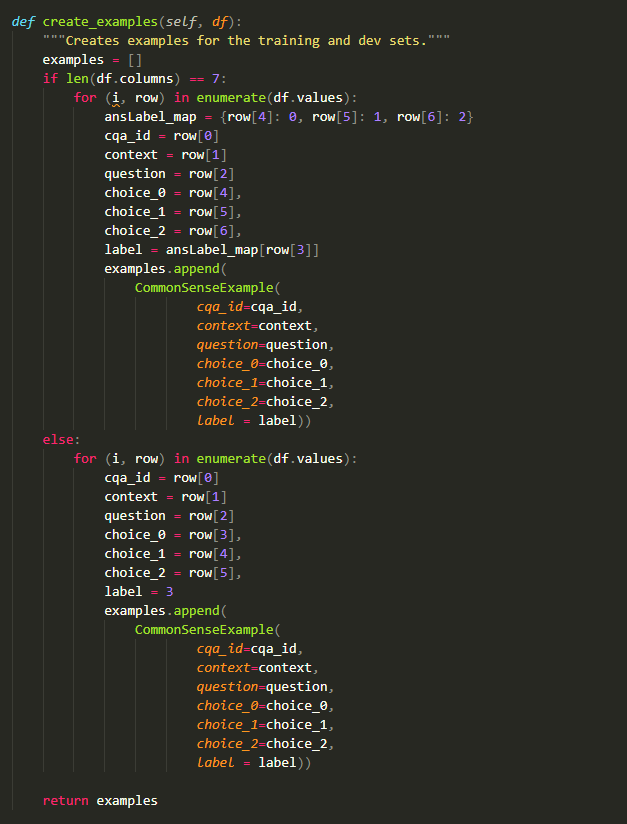 def create_examples(self, df):
    """Creates examples for the training and dev sets."""
    examples = []
    if len(df.columns) == 7:
        for (i, row) in enumerate(df.values):
            ansLabel_map = {row[4]: 0, row[5]: 1, row[6]: 2}
            cqa_id = row[0]
            context = row[1]
            question = row[2]
            choice_0 = row[4],
            choice_1 = row[5],
            choice_2 = row[6],
            label = ansLabel_map[row[3]]
            examples.append(
                CommonSenseExample(
                        cqa_id=cqa_id,
                        context=context,
                        question=question,
                        choice_0=choice_0,
                        choice_1=choice_1,
                        choice_2=choice_2,
                        label = label))
    else:
        for (i, row) in enumerate(df.values):
            cqa_id = row[0]
            context = row[1]
            question = row[2]
            choice_0 = row[3],
            choice_1 = row[4],
            choice_2 = row[5],
            label = 3
            examples.append(
                CommonSenseExample(
                        cqa_id=cqa_id,
                        context=context,
                        question=question,
                        choice_0=choice_0,
                        choice_1=choice_1,
                        choice_2=choice_2,
                        label = label))
    return examples